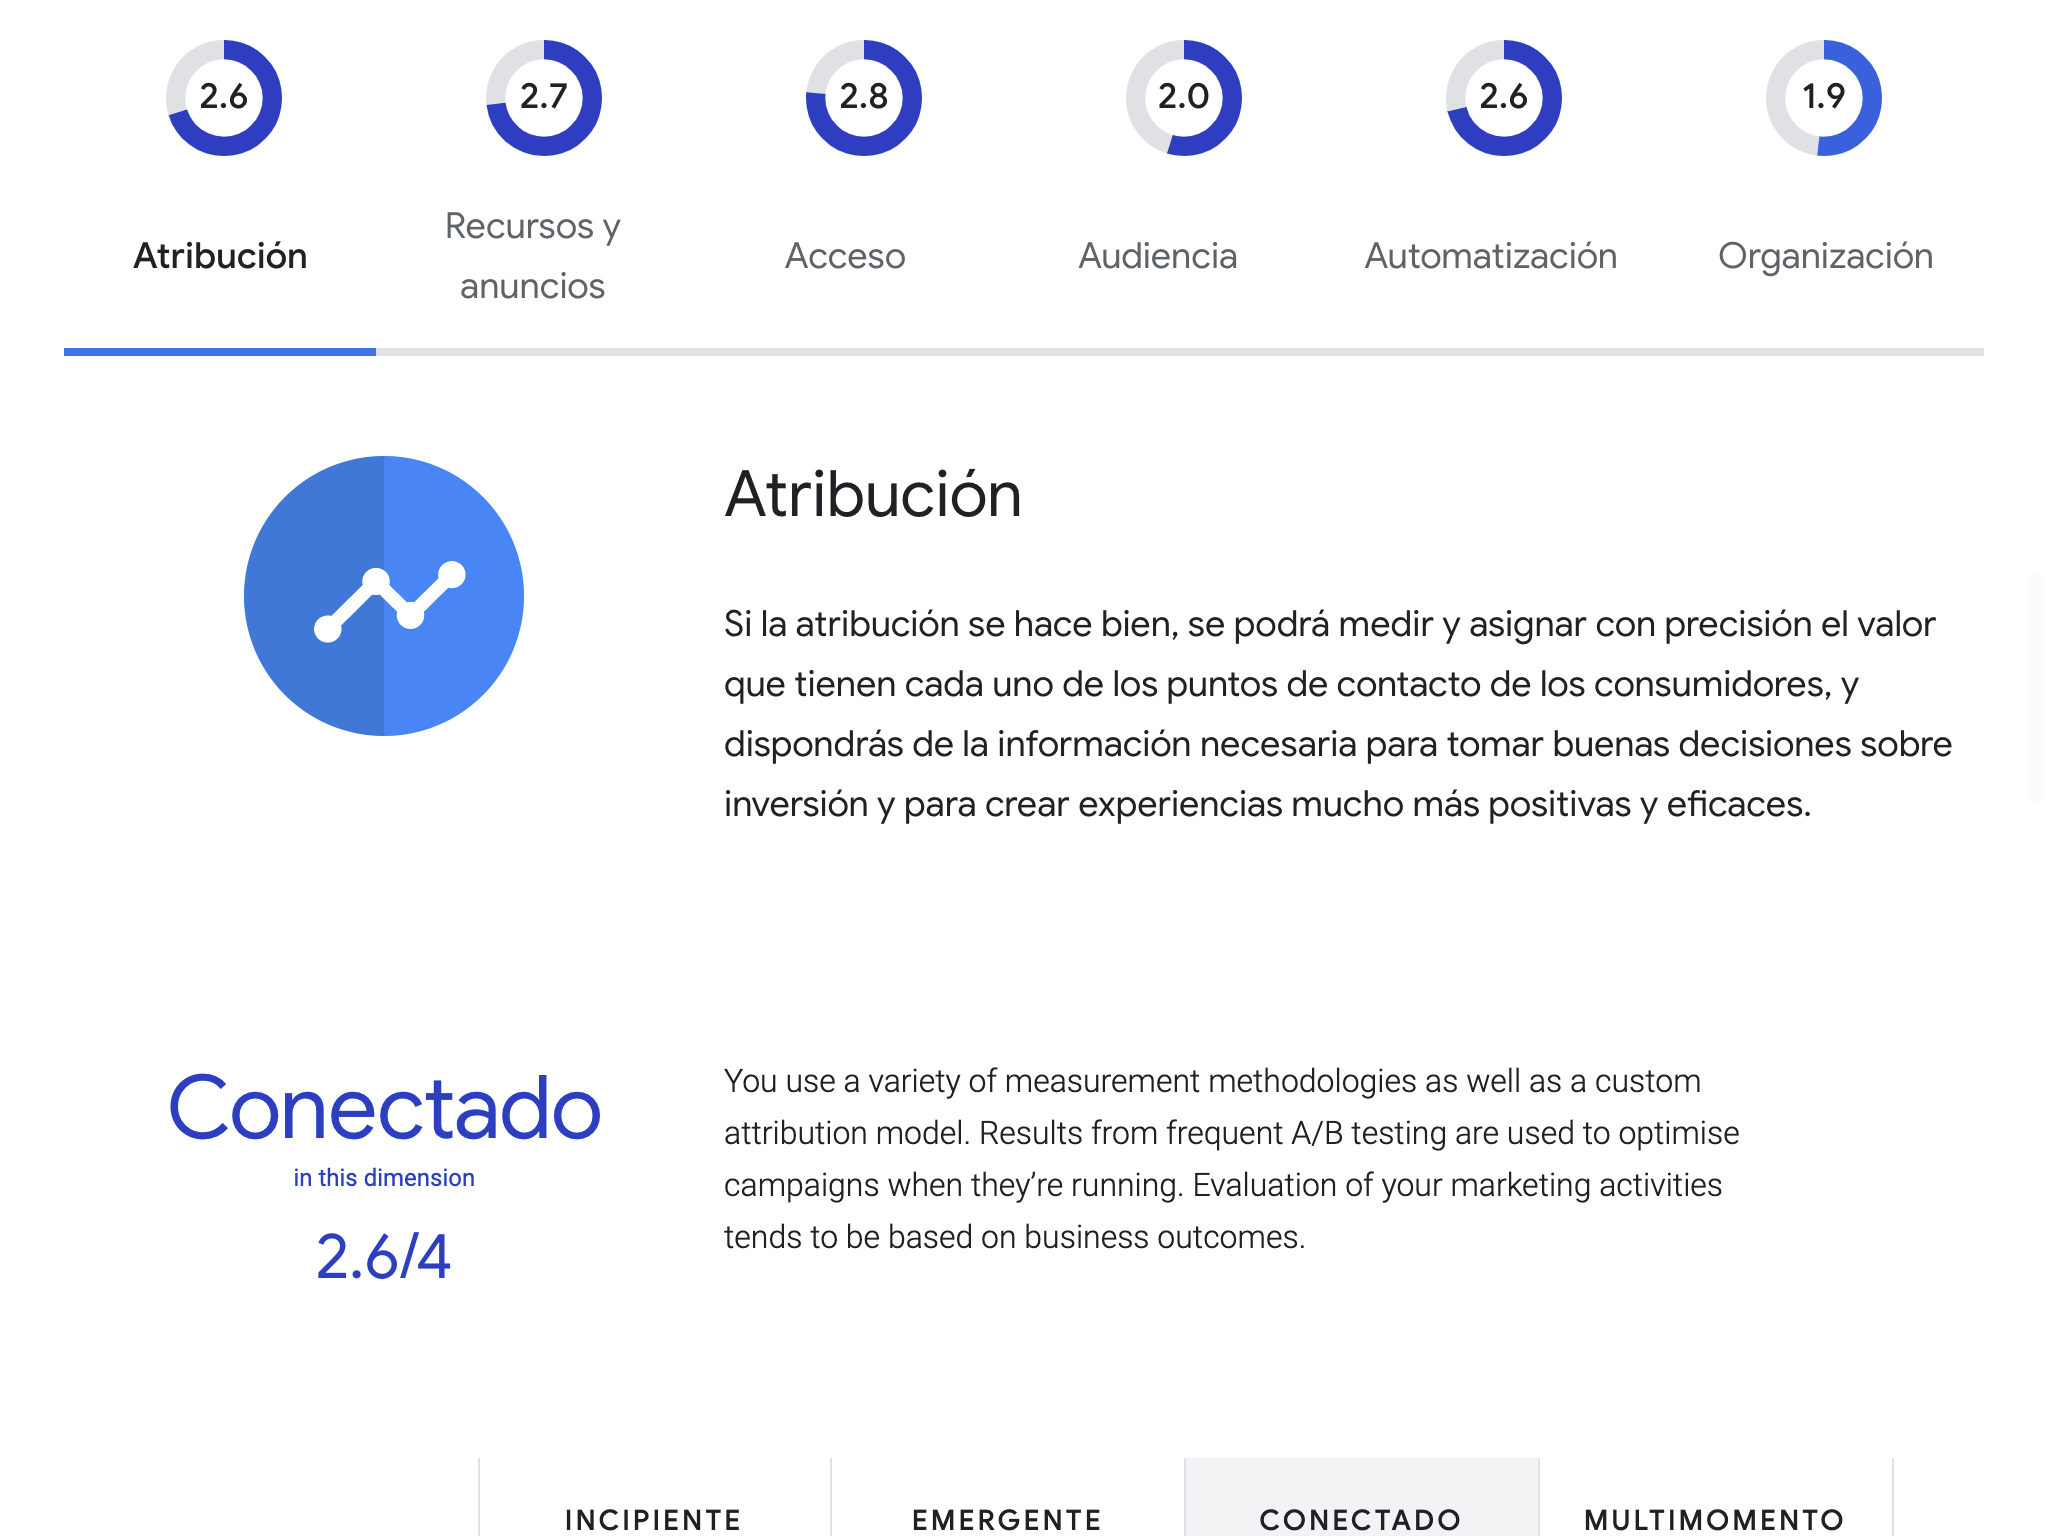 2.6
2.7
2.8
2.0
2.6
1.9
Atribución
Recursos y
anuncios
Acceso
Audiencia
Automatización
Organización
Atribución
Si la atribución se hace bien, se podrá medir y asignar con precisión el valor
que tienen cada uno de los puntos de contacto de los consumidores, y
dispondrás de la información necesaria para tomar buenas decisiones sobre
inversión y para crear experiencias mucho más positivas y eficaces.
Conectado
in this dimension
2.6/4
You use a variety of measurement methodologies as well as a custom
attribution model. Results from frequent A/B testing are used to optimise
campaigns when they’re running. Evaluation of your marketing activities
tends to be based on business outcomes.
INCIPIENTE
EMERGENTE
CONECTADO
MULTIMOMENTO